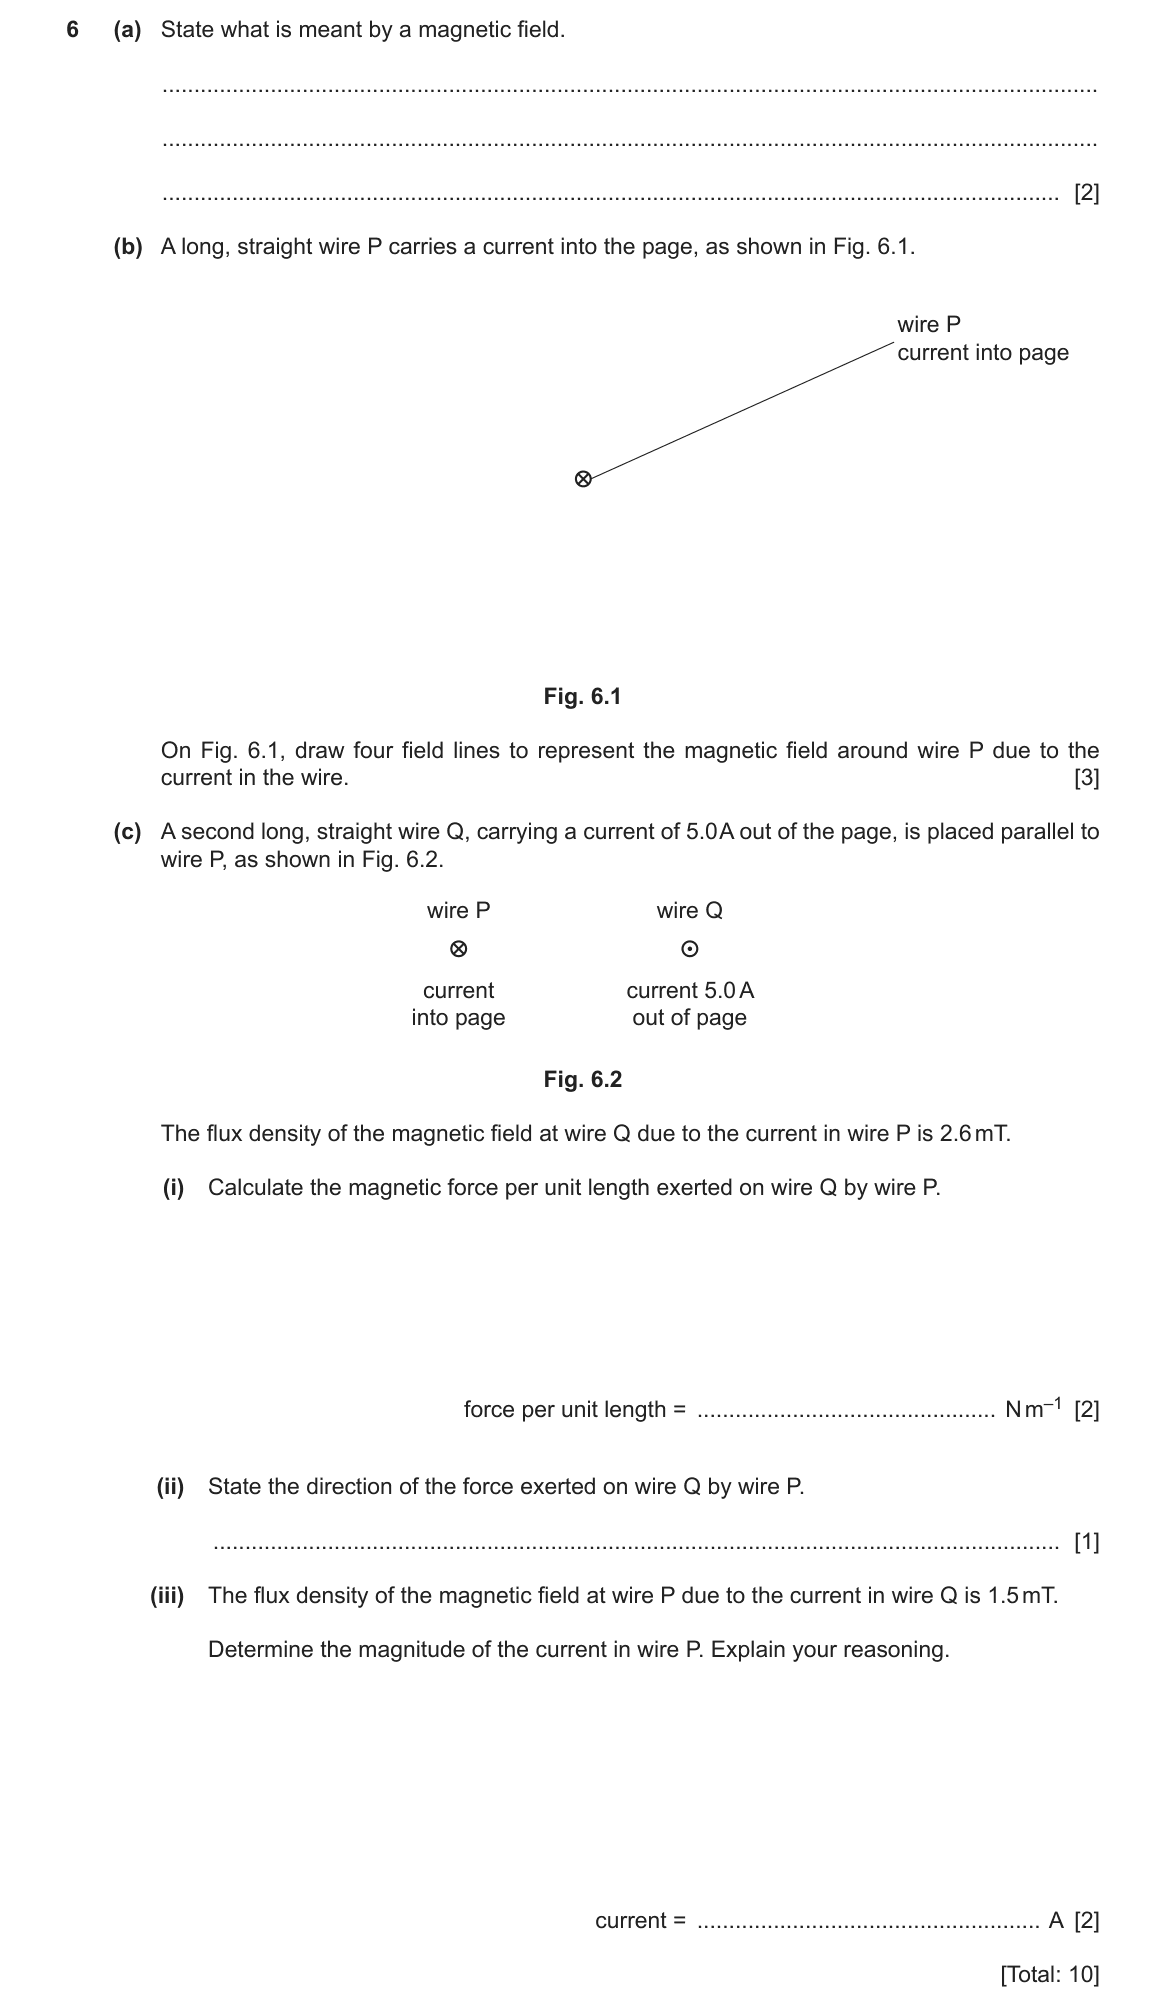 6 (a) State what is meant by a magnetic field.
..........................................................................................................................................
..........................................................................................................................................
.................................................................................................................................... [2]
(b) A long, straight wire P carries a current into the page, as shown in Fig. 6.1.
wire P
current into page
Fig. 6.1
On Fig. 6.1, draw four field lines to represent the magnetic field around wire P due to the
current in the wire. [3]
(c) A second long, straight wire Q, carrying a current of 5.0 A out of the page, is placed parallel to
wire P, as shown in Fig. 6.2.
wire P wire Q
current current 5.0 A
into page out of page
Fig. 6.2
The flux density of the magnetic field at wire Q due to the current in wire P is 2.6 mT.
(i) Calculate the magnetic force per unit length exerted on wire Q by wire P.
force per unit length = ............................................... N m⁻¹ [2]
(ii) State the direction of the force exerted on wire Q by wire P.
..................................................................................................................................... [1]
(iii) The flux density of the magnetic field at wire P due to the current in wire Q is 1.5 mT.
Determine the magnitude of the current in wire P. Explain your reasoning.
current = ...................................................... A [2]
[Total: 10]